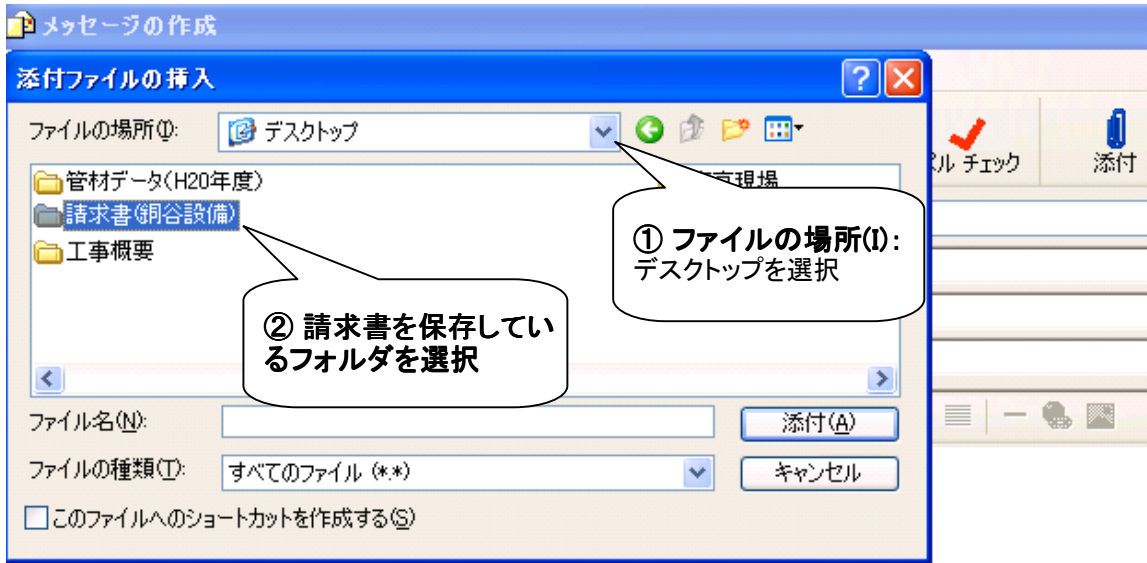 メッセージの作成
添付ファイルの挿入
ファイルの場所(I):
デスクトップ
ペル チェック
添付
管材データ(H20年度)
京現場
請求書(銅谷設備)
工事概要
① ファイルの場所(I):
デスクトップを選択
② 請求書を保存してい
るフォルダを選択
ファイル名(N):
添付(A)
ファイルの種類(T):
すべてのファイル (*.*)
キャンセル
このファイルへのショートカットを作成する(S)